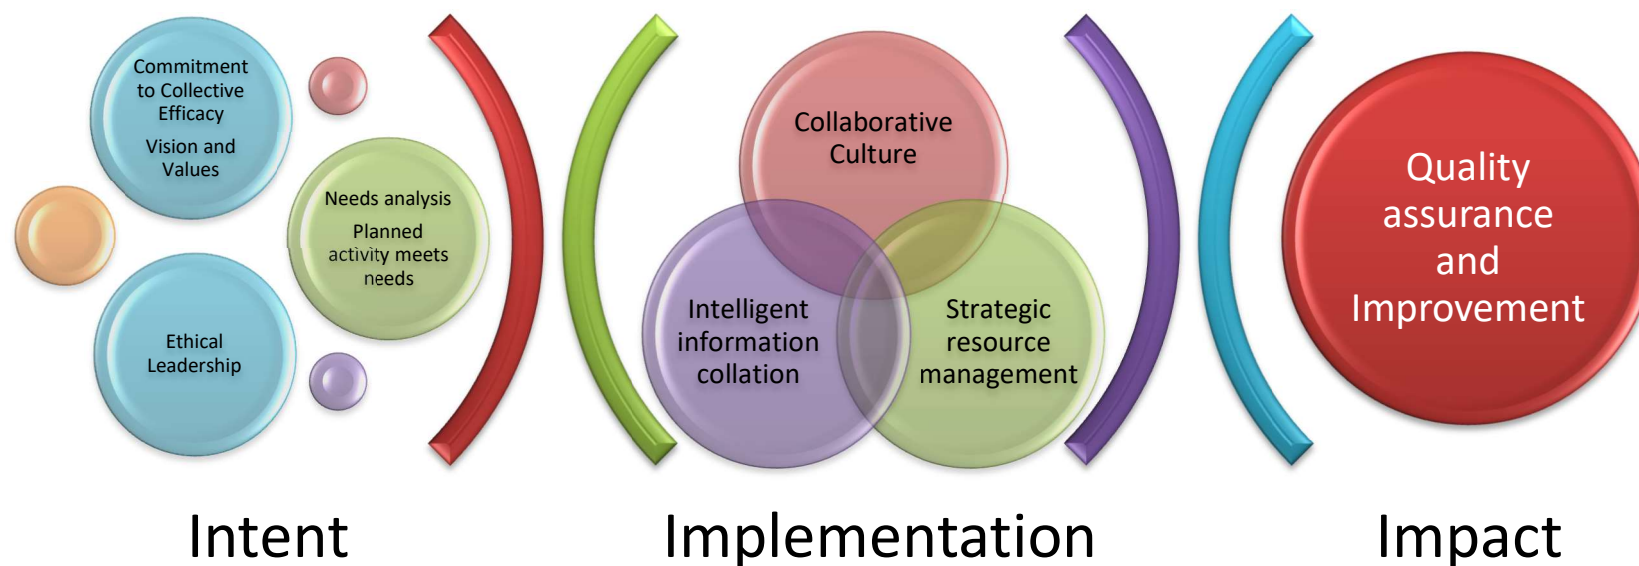 Commitment
to Collective
Efficacy
Vision and
Values
Needs analysis
Planned
activity meets
needs
Ethical
Leadership
Intent
Collaborative
Culture
Intelligent
information
collation
Strategic
resource
management
Implementation
Quality
assurance
and
Improvement
Impact